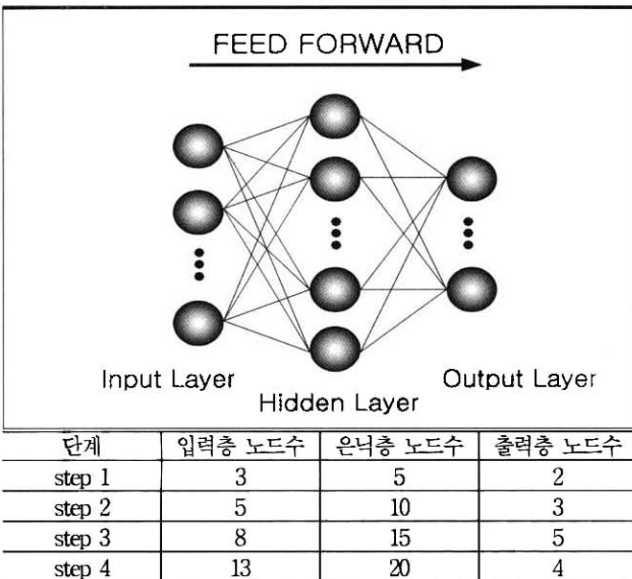 FEED FORWARD
Input Layer
Hidden Layer
Output Layer
단계 입력층 노드수 은닉층 노드수 출력층 노드수
step 1 3 5 2
step 2 5 10 3
step 3 8 15 5
step 4 13 20 4